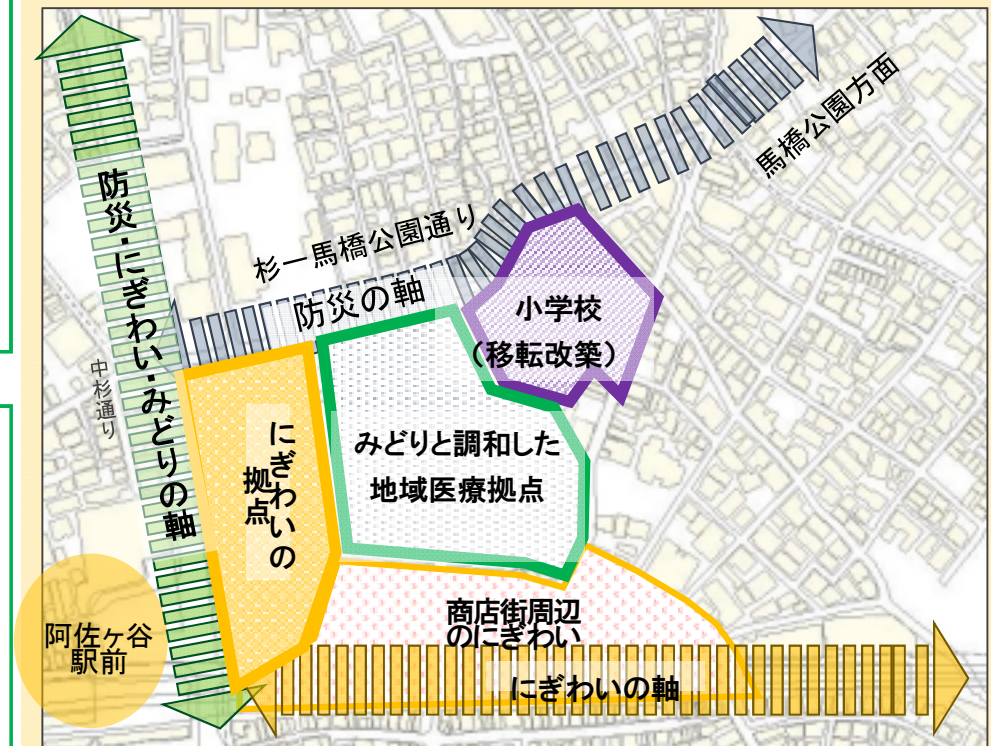 馬橋公園方面
杉一馬橋公園通り
防災の軸
防災・にぎわい・みどりの軸
中杉通り
小学校
（移転改築）
みどりと調和した
地域医療拠点
にぎわいの
拠点
商店街周辺
のにぎわい
にぎわいの軸
阿佐ヶ谷
駅前